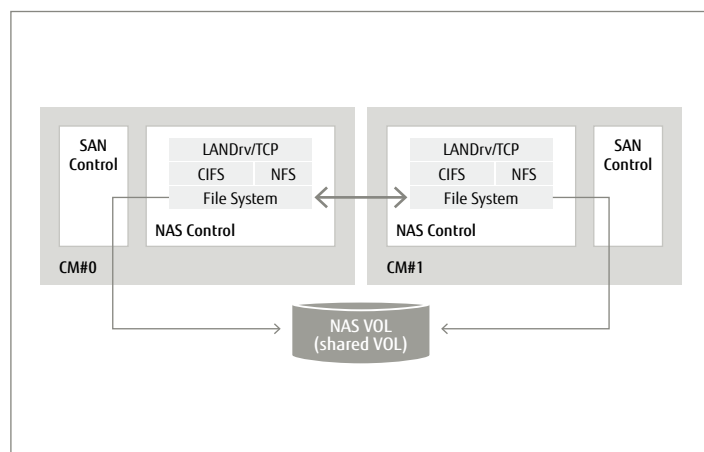 SAN
Control
LANDrv/TCP
CIFS NFS
File System
NAS Control
CM#0
LANDrv/TCP
CIFS NFS
File System
NAS Control
SAN
Control
CM#1
NAS VOL
(shared VOL)